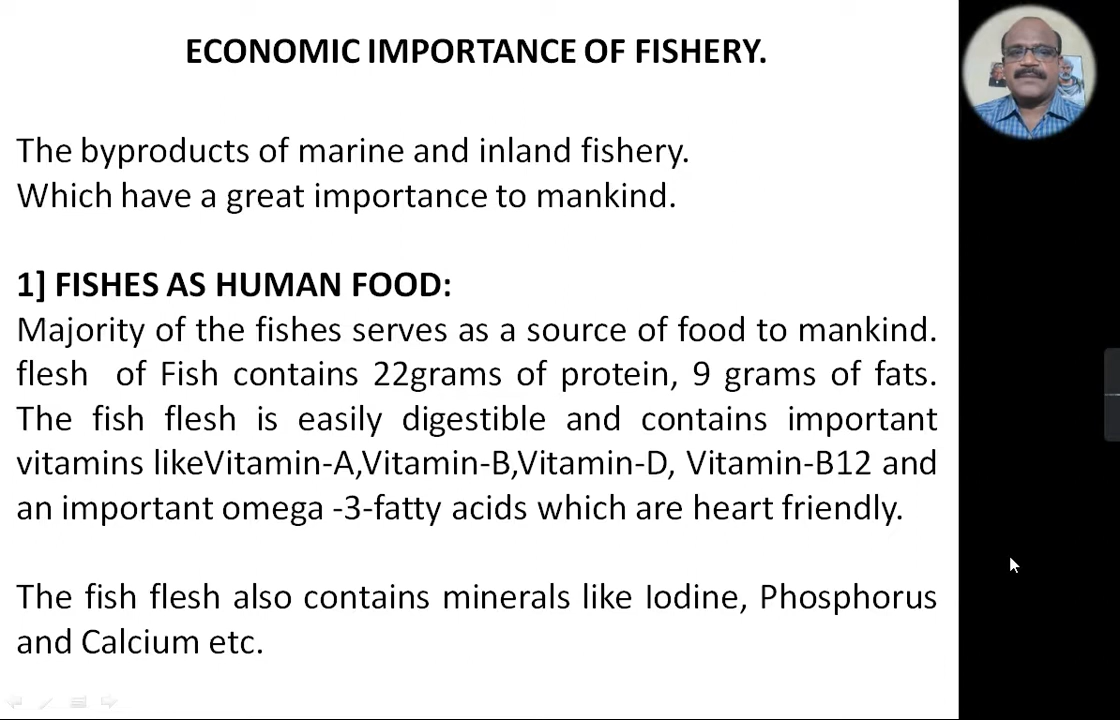 ECONOMIC IMPORTANCE OF FISHERY.
The byproducts of marine and inland fishery.
Which have a great importance to mankind.
1] FISHES AS HUMAN FOOD:
Majority of the fishes serves as a source of food to mankind.
flesh of Fish contains 22grams of protein, 9 grams of fats.
The fish flesh is easily digestible and contains important
vitamins likeVitamin-A,Vitamin-B,Vitamin-D, Vitamin-B12 and
an important omega -3-fatty acids which are heart friendly.
The fish flesh also contains minerals like Iodine, Phosphorus
and Calcium etc.